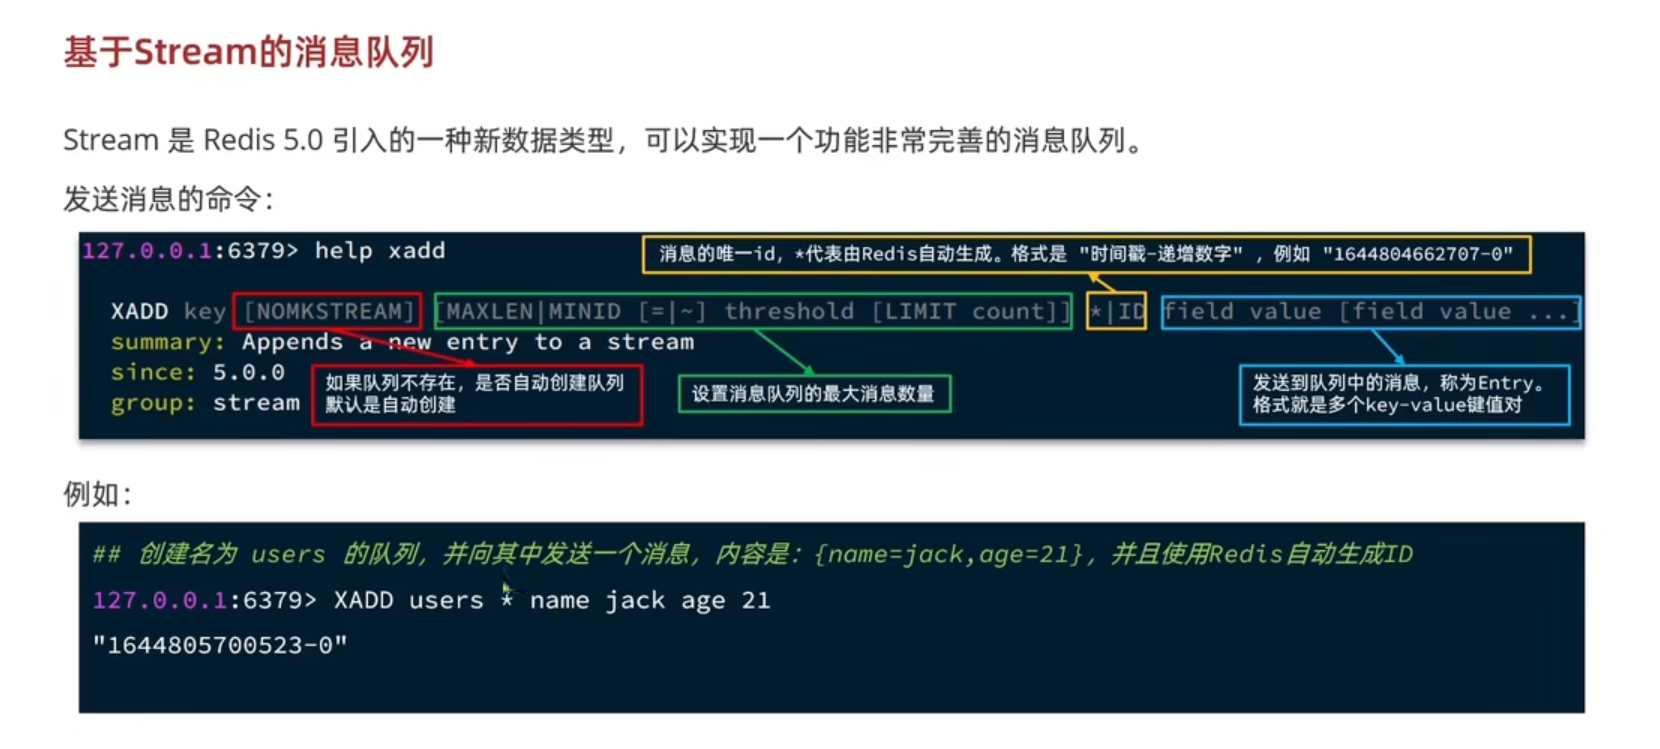 基于Stream的消息队列
Stream 是 Redis 5.0 引入的一种新数据类型，可以实现一个功能非常完善的消息队列。
发送消息的命令：
127.0.0.1:6379> help xadd
消息的唯一id，*代表由Redis自动生成。格式是 "时间戳-递增数字" ，例如 "1644804662707-0"
XADD key [NOMKSTREAM] [MAXLEN|MINID [=|~] threshold [LIMIT count]] *|ID field value [field value ...]
summary: Appends a new entry to a stream
since: 5.0.0
group: stream
如果队列不存在，是否自动创建队列
默认是自动创建
设置消息队列的最大消息数量
发送到队列中的消息，称为Entry。
格式就是多个key-value键值对
例如：
## 创建名为 users 的队列，并向其中发送一个消息，内容是：{name=jack,age=21}，并且使用Redis自动生成ID
127.0.0.1:6379> XADD users * name jack age 21
"1644805700523-0"